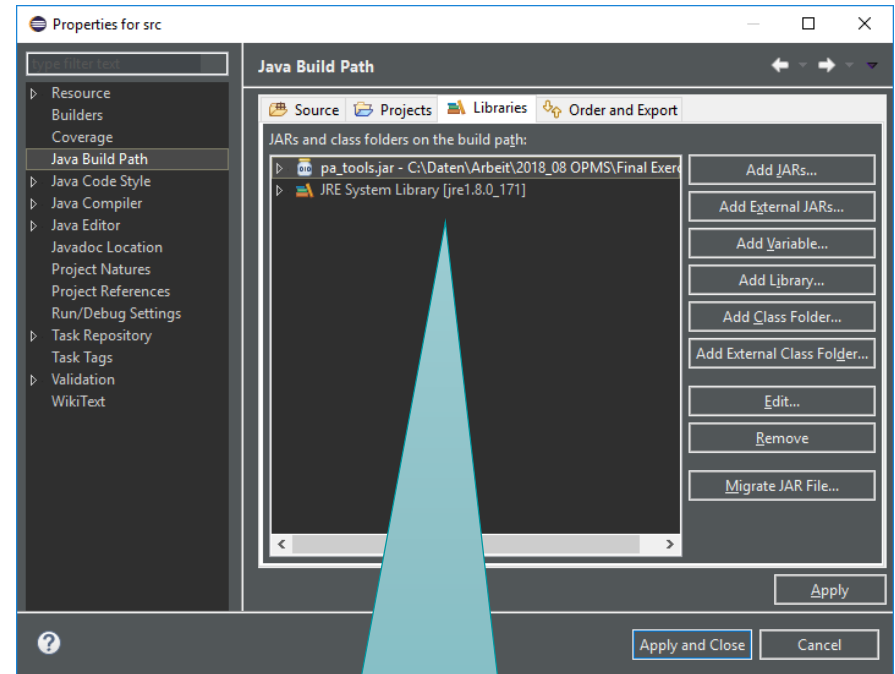 Properties for src
type filter text
Resource
Builders
Coverage
Java Build Path
Java Code Style
Java Compiler
Java Editor
Javadoc Location
Project Natures
Project References
Run/Debug Settings
Task Repository
Task Tags
Validation
WikiText
Java Build Path
Source Projects Libraries Order and Export
JARs and class folders on the build path:
pa_tools.jar - C:\Daten\Arbeit\2018_08 OPMS\Final Exerc
JRE System Library [jre1.8.0_171]
Add JARs...
Add External JARs...
Add Variable...
Add Library...
Add Class Folder...
Add External Class Folder...
Edit...
Remove
Migrate JAR File...
Apply
Apply and Close Cancel